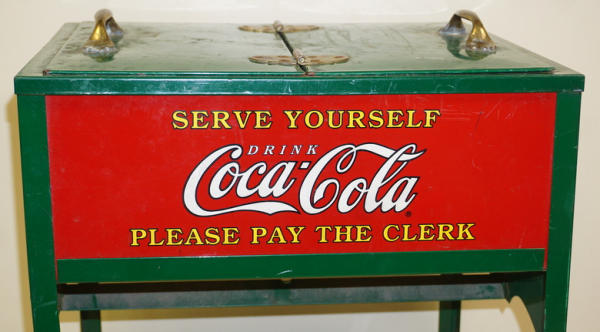 SERVE YOURSELF
DRINK
Coca-Cola
PLEASE PAY THE CLERK